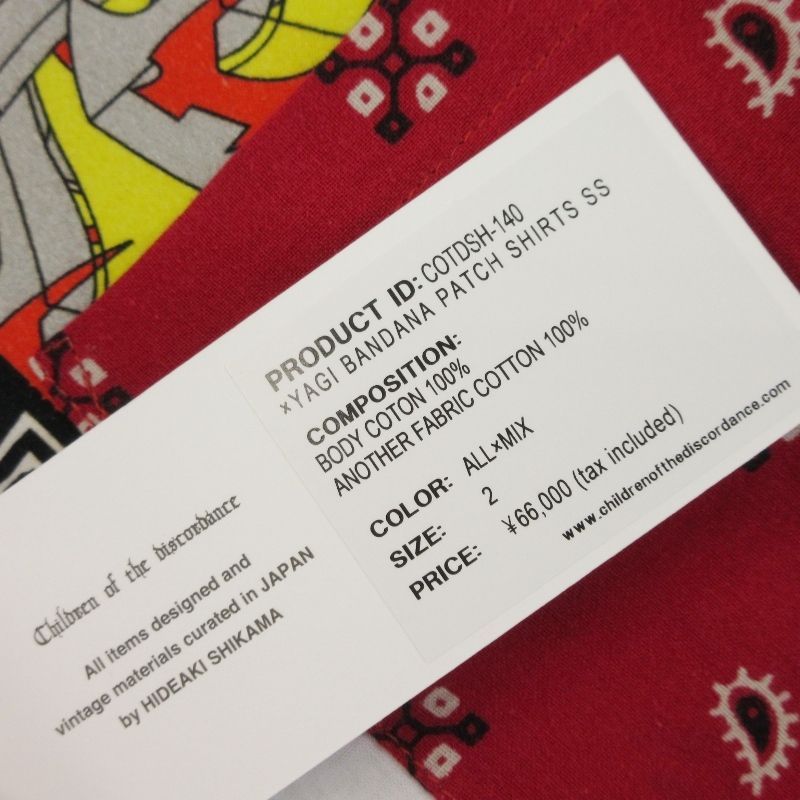 PRODUCT ID: COTDSH-140
×YAGI BANDANA PATCH SHIRTS SS
COMPOSITION:
BODY COTON 100%
ANOTHER FABRIC COTTON 100%
COLOR: ALL×MIX
SIZE: 2
PRICE: ¥66,000 (tax included)
www.childrenofthediscordance.com
Children of the discordance
All items designed and
vintage materials curated in JAPAN
by HIDEAKI SHIKAMA